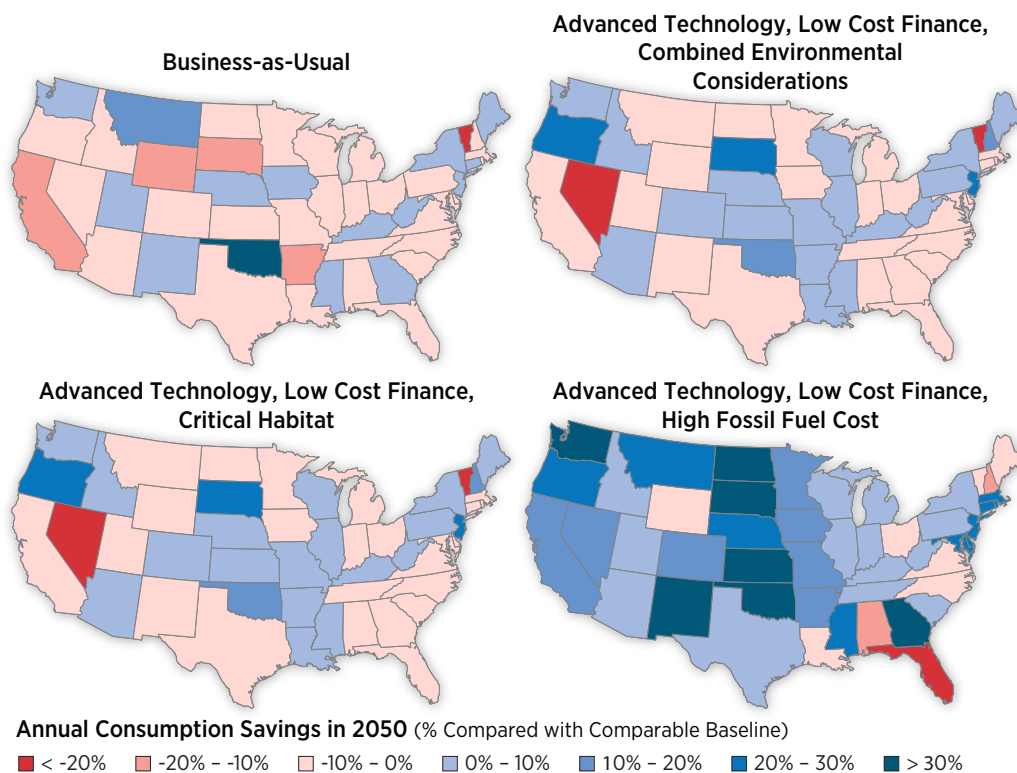 Business-as-Usual
Advanced Technology, Low Cost Finance,
Combined Environmental
Considerations
Advanced Technology, Low Cost Finance,
Critical Habitat
Advanced Technology, Low Cost Finance,
High Fossil Fuel Cost
Annual Consumption Savings in 2050 (% Compared with Comparable Baseline)
< -20% -20% – -10% -10% – 0% 0% – 10% 10% – 20% 20% – 30% > 30%